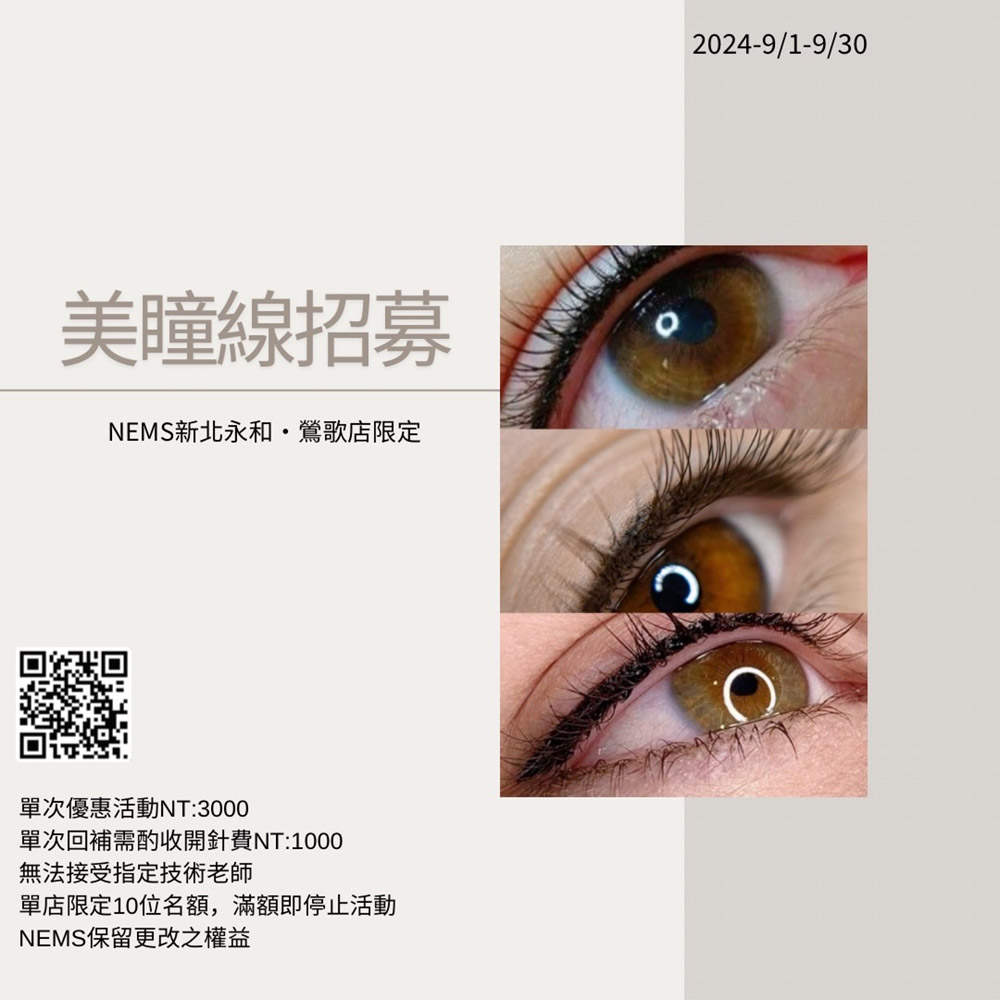 2024-9/1-9/30
美瞳線招募
NEMS新北永和・鶯歌店限定
單次優惠活動NT:3000
單次回補需酌收開針費NT:1000
無法接受指定技術老師
單店限定10位名額，滿額即停止活動
NEMS保留更改之權益